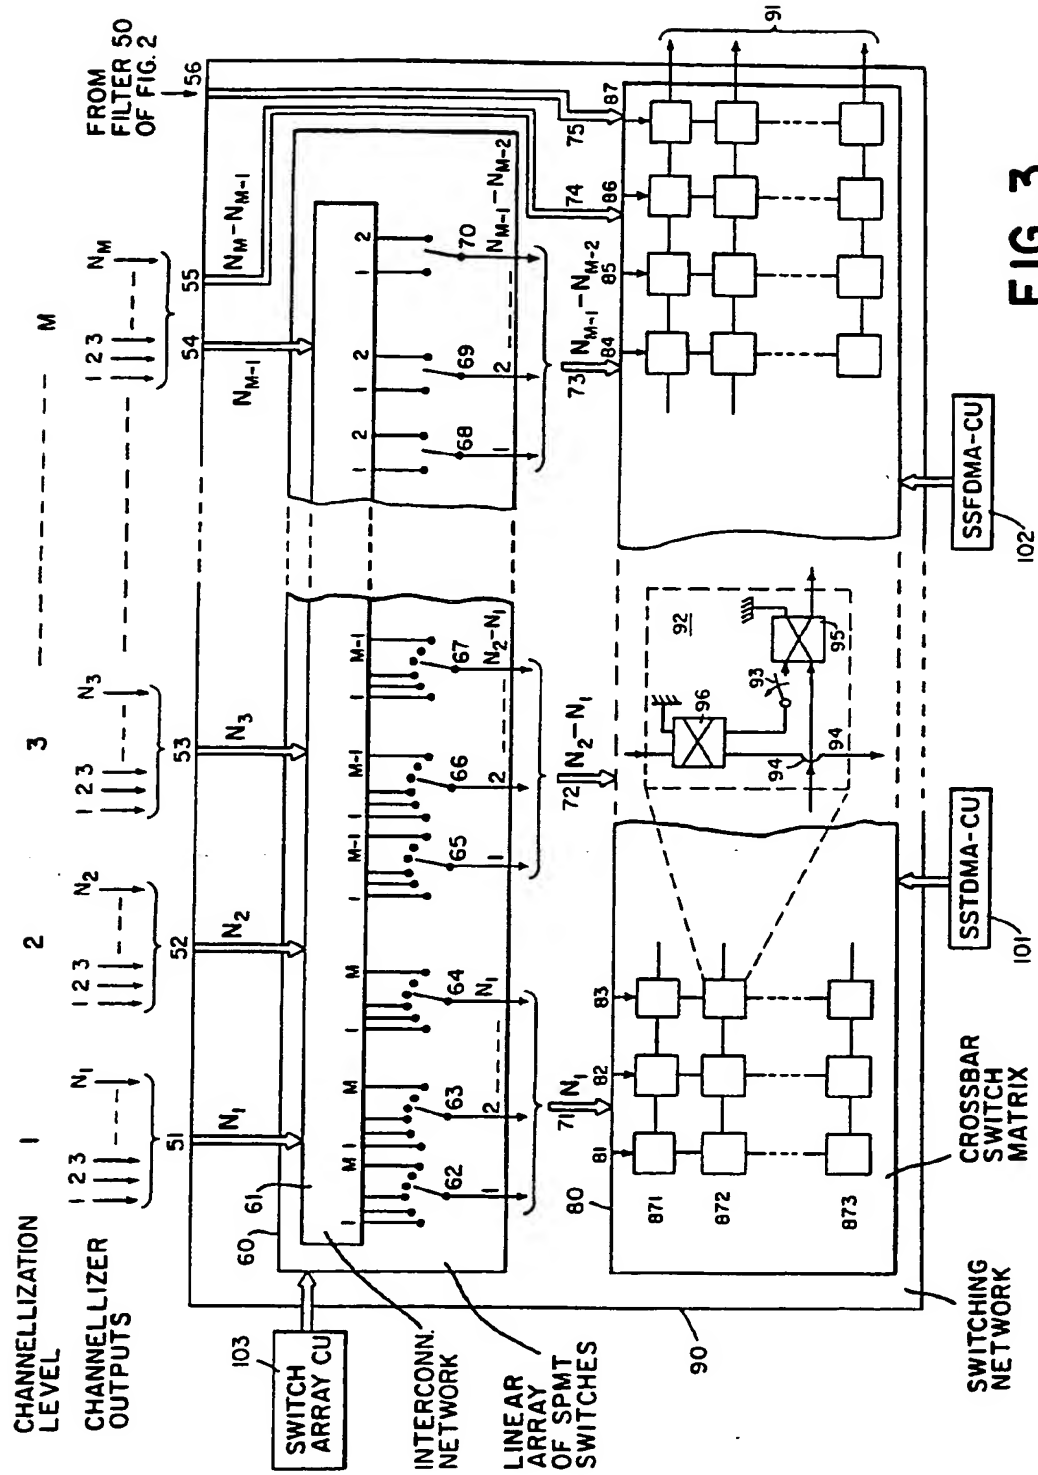 CHANNELLIZATION LEVEL 1 2 3 M
CHANNELLIZER OUTPUTS
1 2 3 N1
1 2 3 N2
1 2 3 N3
1 2 3 NM
FROM
FILTER 50
OF FIG. 2
51 52 53 54 55 56
N1 N2 N3 NM-1 NM-NM-1
103
SWITCH
ARRAY CU
60 61
1 M 1 M 1 M 1 M-1 1 M-1 1 M-1 1 2 1 2 1 2
62 63 64 65 66 67 68 69 70
1 2 N1 1 2 N2-N1 1 2 NM-1-NM-2
INTERCONN.
NETWORK
LINEAR
ARRAY
OF SPMT
SWITCHES
71 N1 72 N2-N1 73 NM-1-NM-2 74 75
80 81 82 83 84 85 86 87
871
872
873
91
92
93
94
94
95
96
CROSSBAR
SWITCH
MATRIX
90
SWITCHING
NETWORK
SSTDMA-CU
101
SSFDMA-CU
102
FIG 3